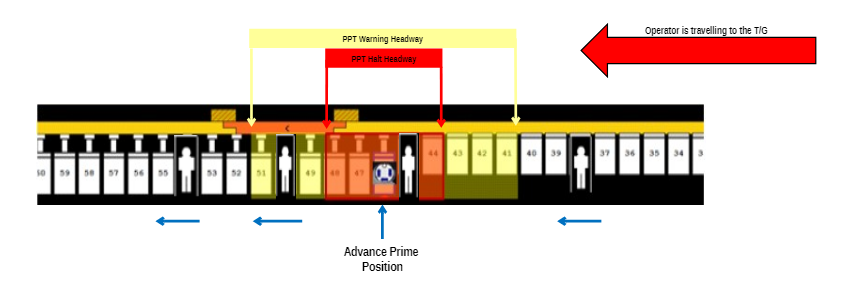 Operator is travelling to the T/G
PPT Warning Headway
PPT Halt Headway
59 58 57 56 55 53 52 51 49 48 47 44 43 42 41 40 39 37 36 35 34
Advance Prime
Position